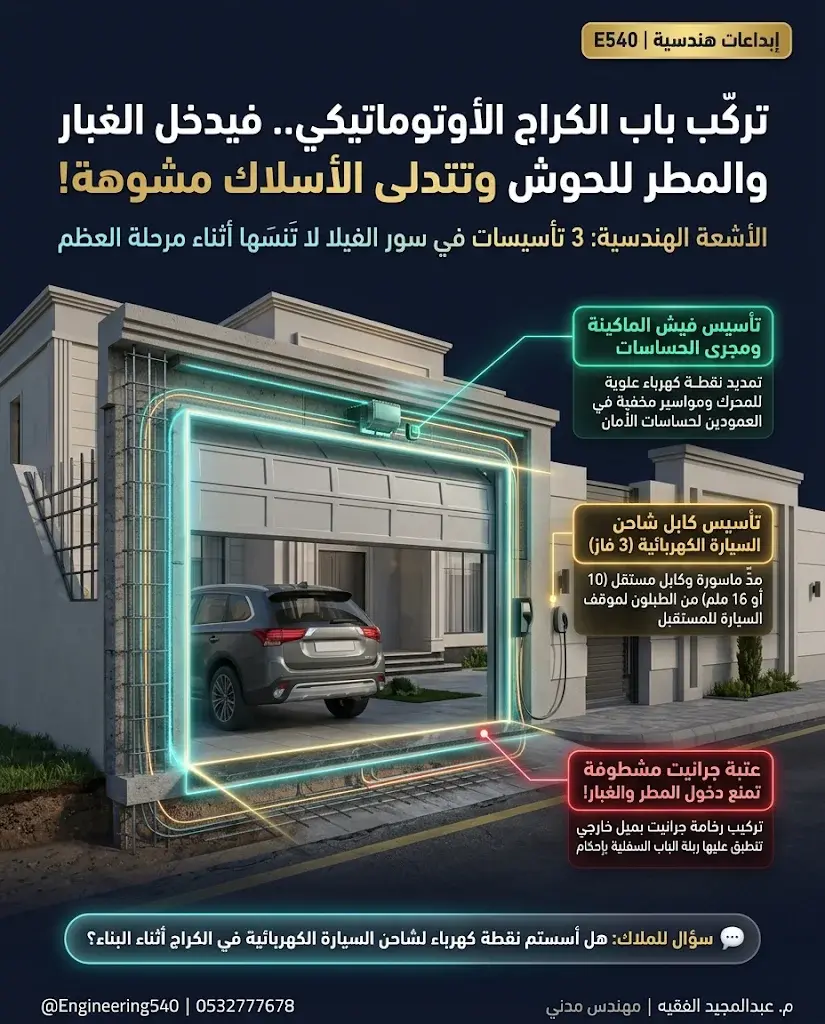 إبداعات هندسية | E540
تركّب باب الكراج الأوتوماتيكي.. فيدخل الغبار
والمطر للحوش وتتدلى الأسلاك مشوهة!
الأشعة الهندسية: 3 تأسيسات في سور الفيلا لا تَنسَها أثناء مرحلة العظم
تأسيس فيش الماكينة
ومجرى الحساسات
تمديد نقطة كهرباء علوية
للمحرك ومواسير مخفية في
العمودين لحساسات الأمان
تأسيس كابل شاحن
السيارة الكهربائية (3 فاز)
مدّ ماسورة وكابل مستقل (10
أو 16 ملم) من الطبلون لموقف
السيارة للمستقبل
عتبة جرانيت مشطوفة
تمنع دخول المطر والغبار!
تركيب رخامة جرانيت بميل خارجي
تنطبق عليها ربلة الباب السفلية بإحكام
سؤال للملاك: هل أسستم نقطة كهرباء لشاحن السيارة الكهربائية في الكراج أثناء البناء؟
م. عبدالمجيد الفقيه | مهندس مدني
@Engineering540 | 0532777678